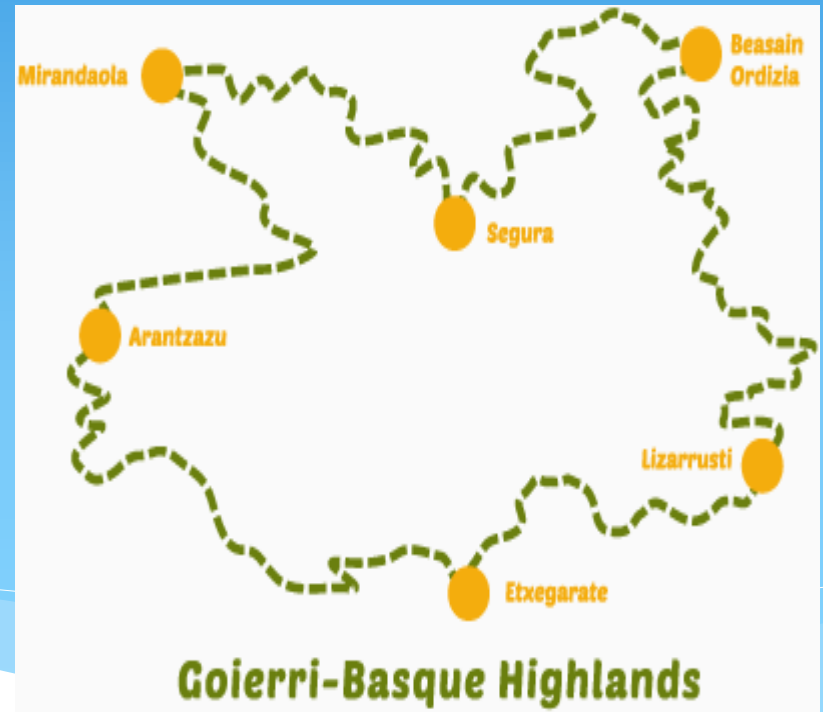 Mirandaola
Beasain
Ordizia
Segura
Arantzazu
Lizarrusti
Etxegarate
Goierri-Basque Highlands